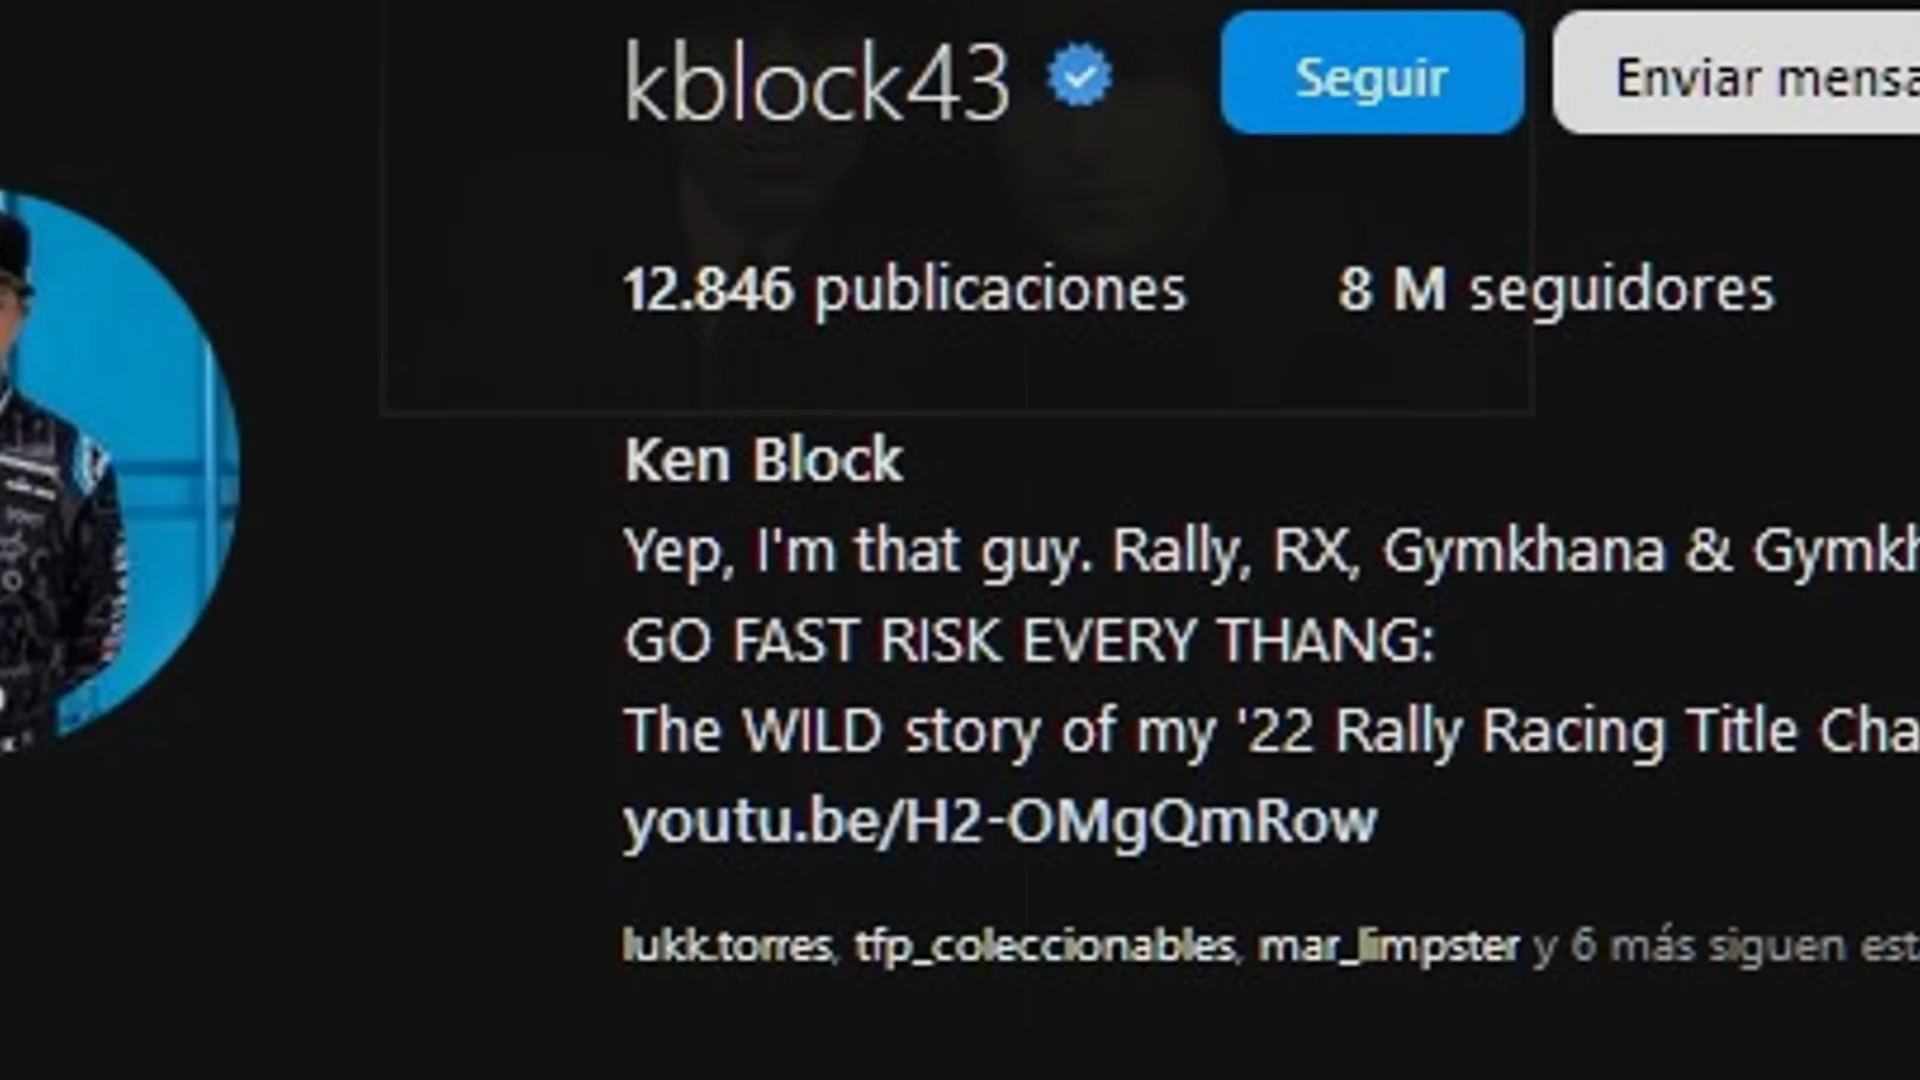 kblock43
Seguir
Enviar mensa
12.846 publicaciones
8 M seguidores
Ken Block
Yep, I'm that guy. Rally, RX, Gymkhana & Gymkh
GO FAST RISK EVERY THANG:
The WILD story of my '22 Rally Racing Title Cha
youtu.be/H2-OMgQmRow
lukk.torres, tfp_coleccionables, mar_limpster y 6 más siguen est